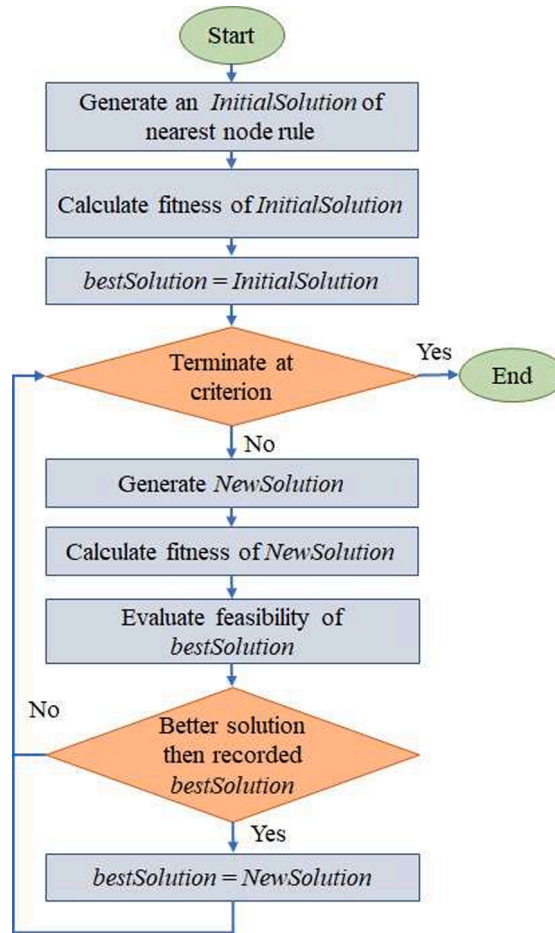 Start
Generate an InitialSolution of
nearest node rule
Calculate fitness of InitialSolution
bestSolution = InitialSolution
Terminate at
criterion
Yes
End
No
Generate NewSolution
Calculate fitness of NewSolution
Evaluate feasibility of
bestSolution
No
Better solution
then recorded
bestSolution
Yes
bestSolution = NewSolution